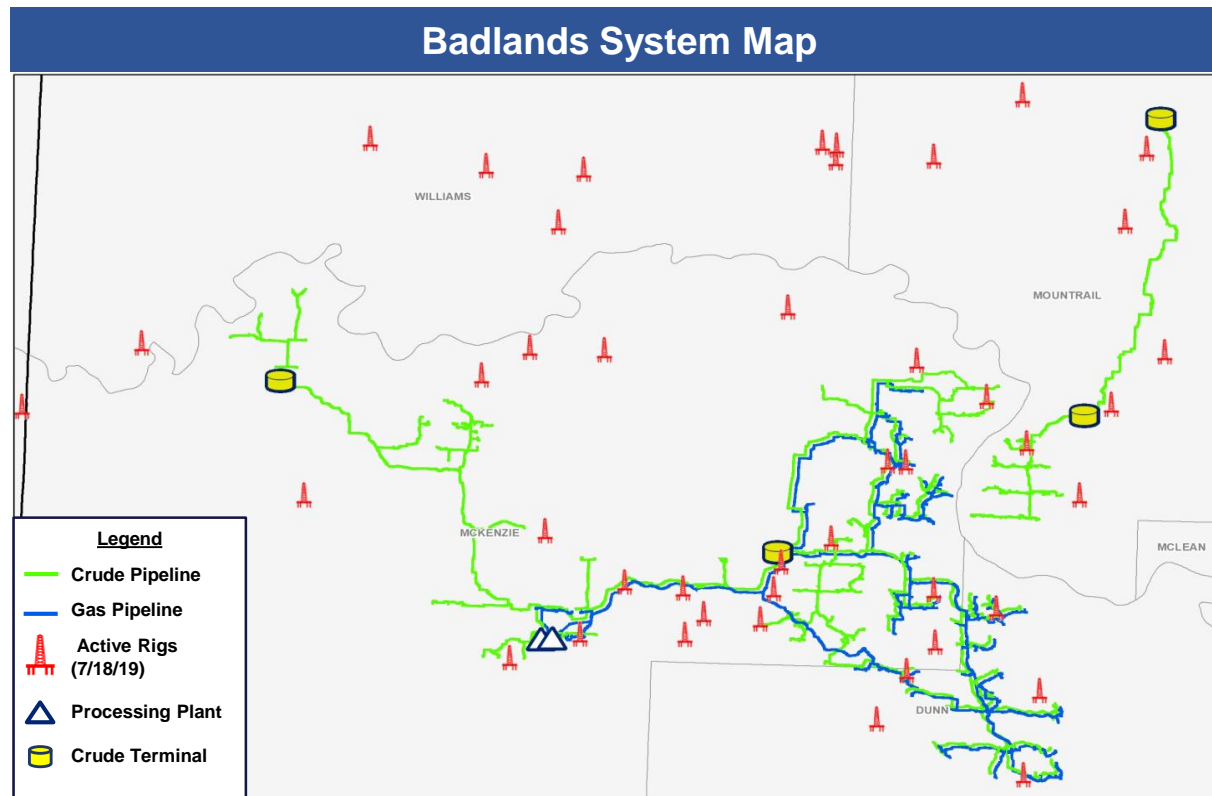 Badlands System Map
WILLIAMS
MOUNTRAIL
MCKENZIE
MCLEAN
DUNN
Legend
Crude Pipeline
Gas Pipeline
Active Rigs
(7/18/19)
Processing Plant
Crude Terminal